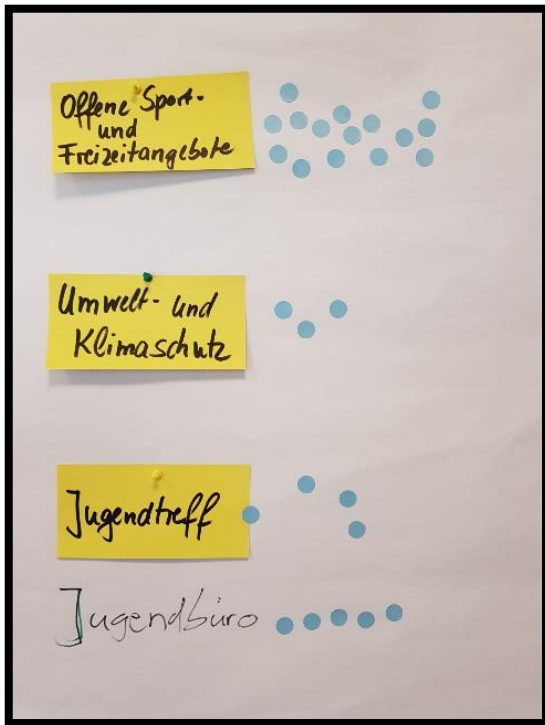 Offene Sport-
und
Freizeitangebote
Umwelt- und
Klimaschutz
Jugendtreff
Jugendbüro